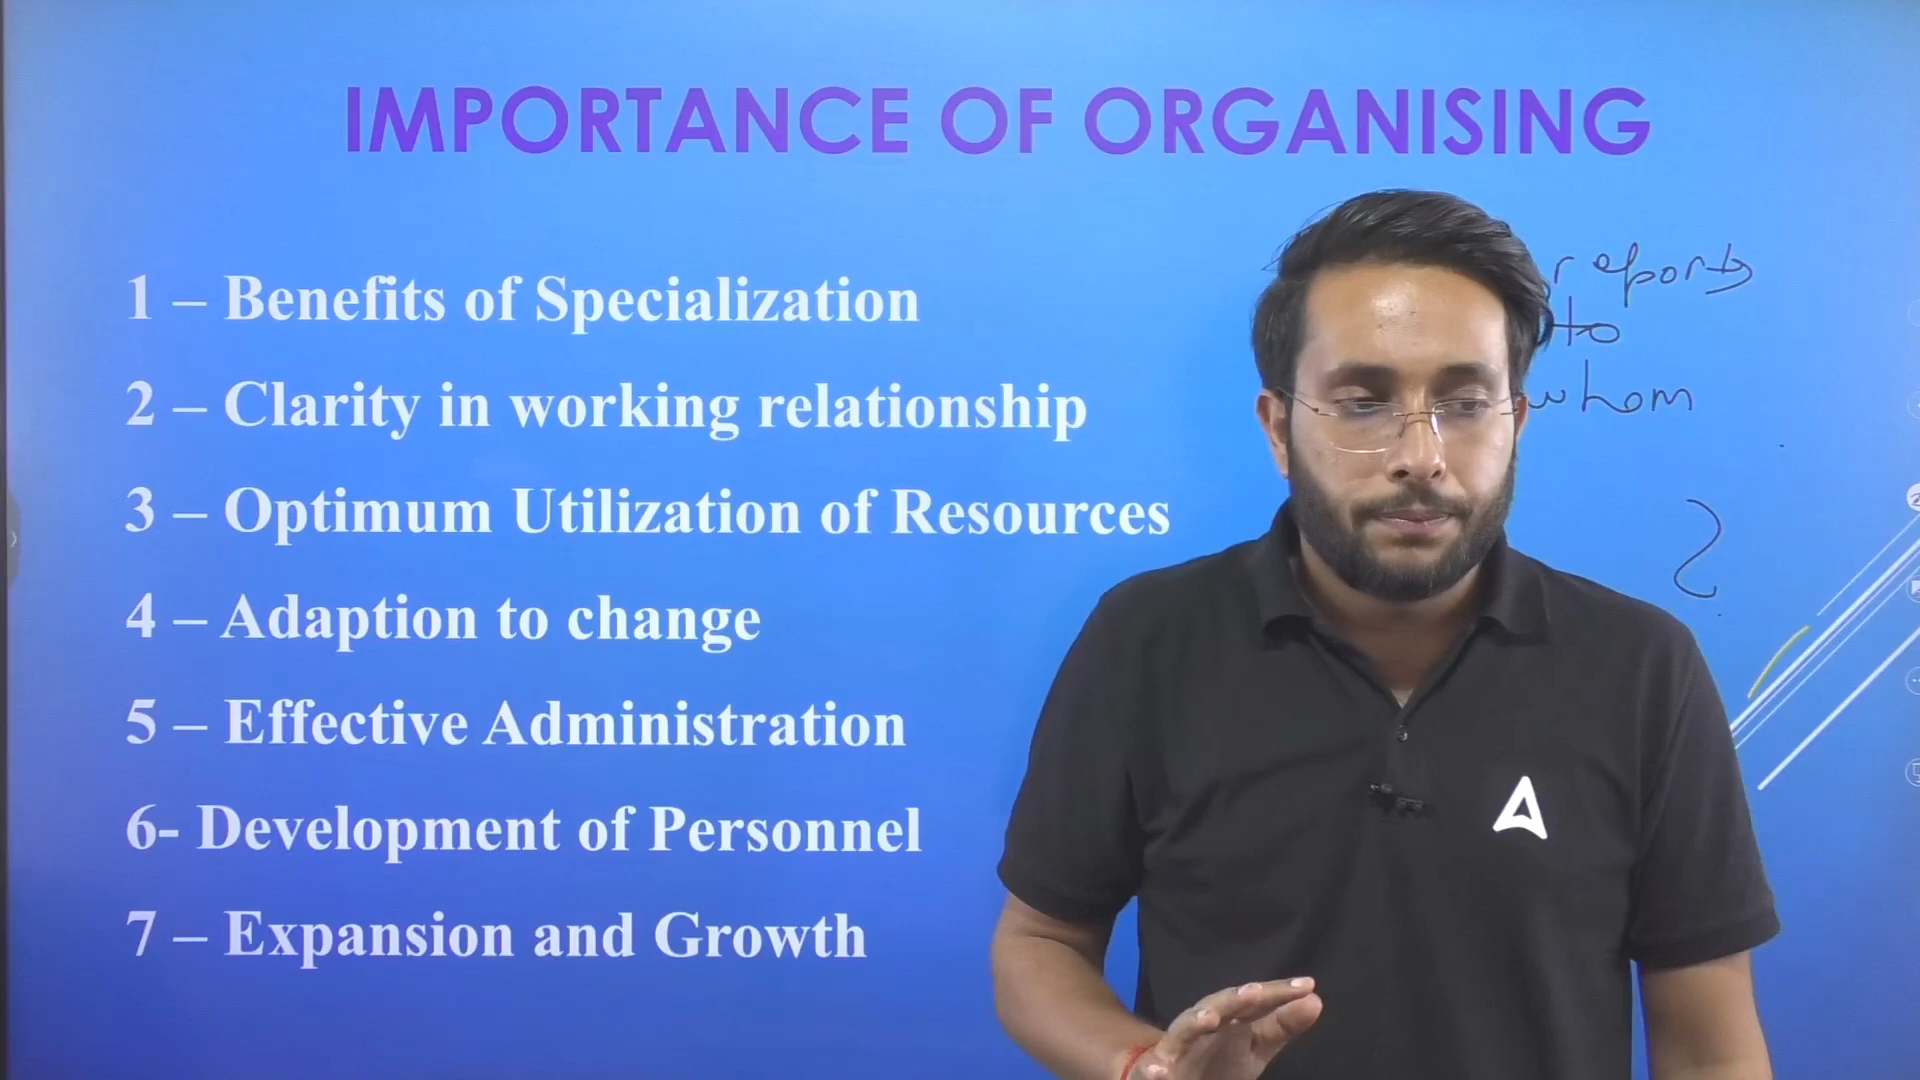 IMPORTANCE OF ORGANISING
1 – Benefits of Specialization
2 – Clarity in working relationship
3 – Optimum Utilization of Resources
4 – Adaption to change
5 – Effective Administration
6- Development of Personnel
7 – Expansion and Growth
reports
to
whom